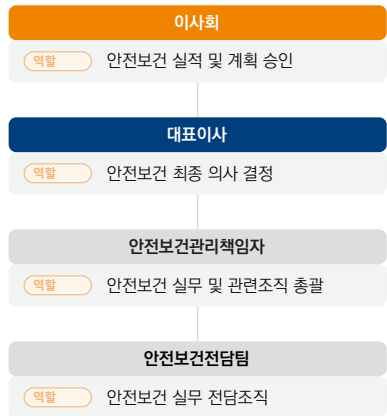 이사회
역할 안전보건 실적 및 계획 승인
대표이사
역할 안전보건 최종 의사 결정
안전보건관리책임자
역할 안전보건 실무 및 관련조직 총괄
안전보건전담팀
역할 안전보건 실무 전담조직